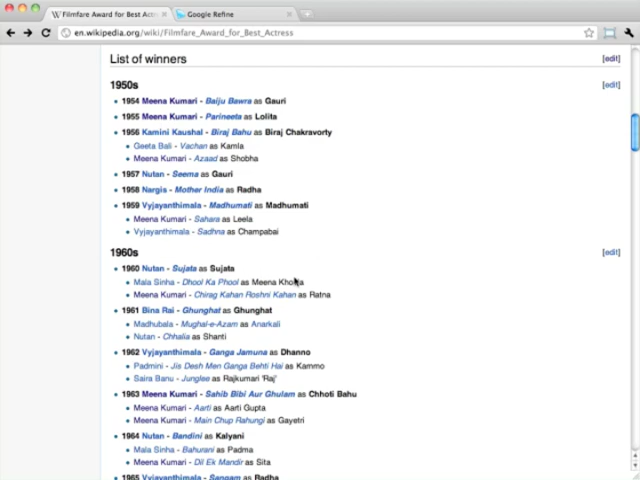 Filmfare Award for Best Actres
Google Refine
en.wikipedia.org/wiki/Filmfare_Award_for_Best_Actress
List of winners [edit]
1950s [edit]
1954 Meena Kumari - Baiju Bawra as Gauri
1955 Meena Kumari - Parineeta as Lolita
1956 Kamini Kaushal - Biraj Bahu as Biraj Chakravorty
Geeta Bali - Vachan as Kamla
Meena Kumari - Azaad as Shobha
1957 Nutan - Seema as Gauri
1958 Nargis - Mother India as Radha
1959 Vyjayanthimala - Madhumati as Madhumati
Meena Kumari - Sahara as Leela
Vyjayanthimala - Sadhna as Champabai
1960s [edit]
1960 Nutan - Sujata as Sujata
Mala Sinha - Dhool Ka Phool as Meena
Meena Kumari - Chirag Kahan Roshni Kahan as Ratna
1961 Bina Rai - Ghunghat as Ghunghat
Madhubala - Mughal-e-Azam as Anarkali
Nutan - Chhalia as Shanti
1962 Vyjayanthimala - Ganga Jamuna as Dhanno
Padmini - Jis Desh Men Ganga Behti Hai as Kammo
Saira Banu - Junglee as Rajkumari 'Raj'
1963 Meena Kumari - Sahib Bibi Aur Ghulam as Chhoti Bahu
Meena Kumari - Aarti as Aarti Gupta
Meena Kumari - Main Chup Rahungi as Gayetri
1964 Nutan - Bandini as Kalyani
Mala Sinha - Bahurani as Padma
Meena Kumari - Dil Ek Mandir as Sita
1965 Vyjayanthimala - Sangam as Radha